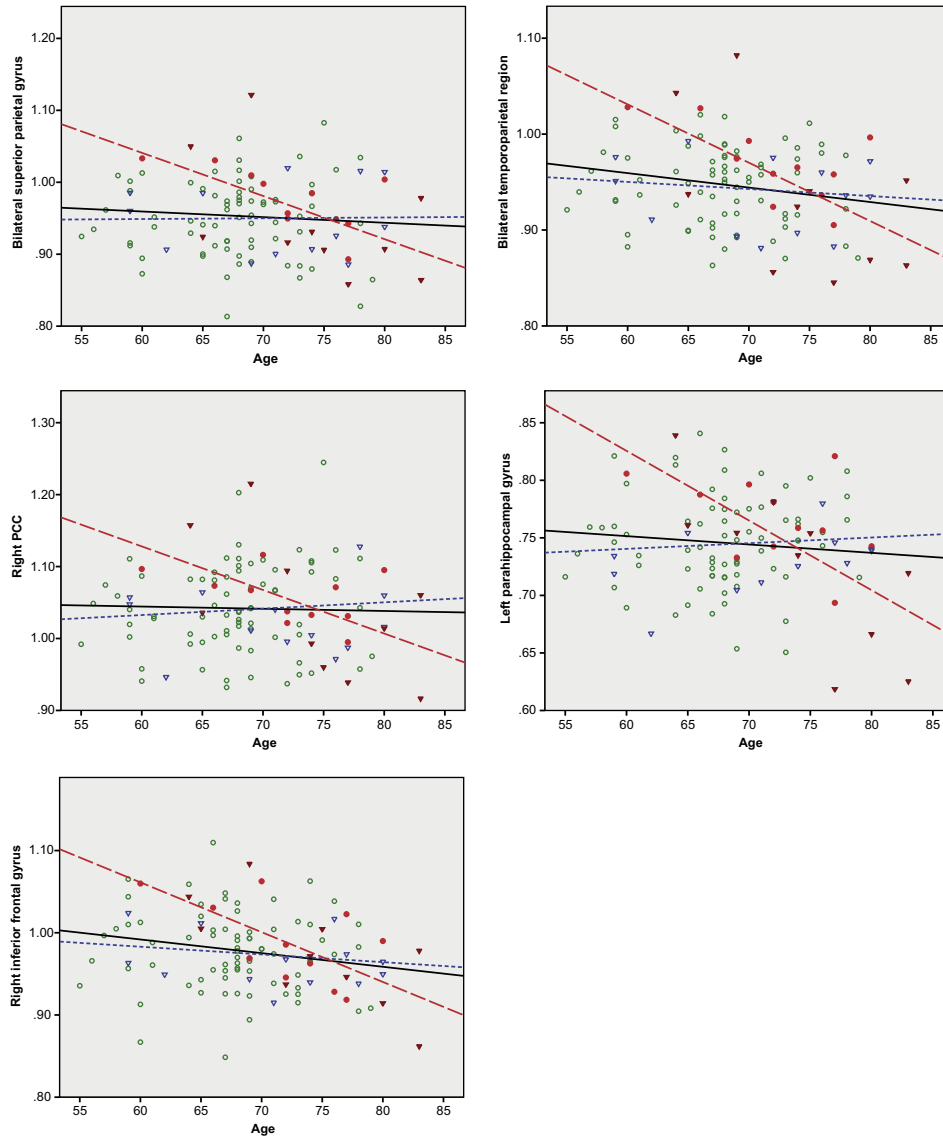 Bilateral superior parietal gyrus
1.20
1.10
1.00
.90
.80
55 60 65 70 75 80 85
Age
Bilateral temporoparietal region
1.10
1.00
.90
.80
55 60 65 70 75 80 85
Age
Right PCC
1.30
1.20
1.10
1.00
.90
55 60 65 70 75 80 85
Age
Left parahippocampal gyrus
.85
.80
.75
.70
.65
.60
55 60 65 70 75 80 85
Age
Right inferior frontal gyrus
1.10
1.00
.90
.80
55 60 65 70 75 80 85
Age